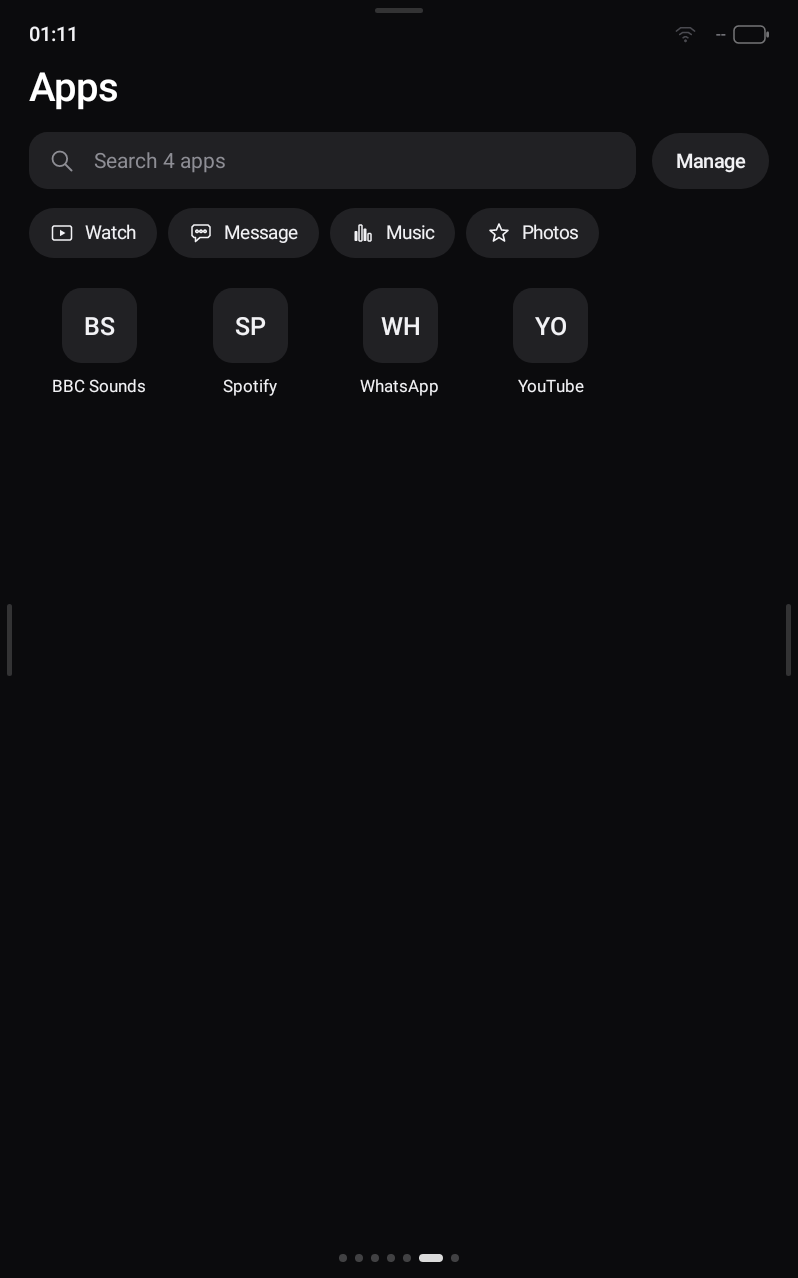 01:11
--
Apps
Search 4 apps
Manage
Watch
Message
Music
Photos
BS
SP
WH
YO
BBC Sounds
Spotify
WhatsApp
YouTube